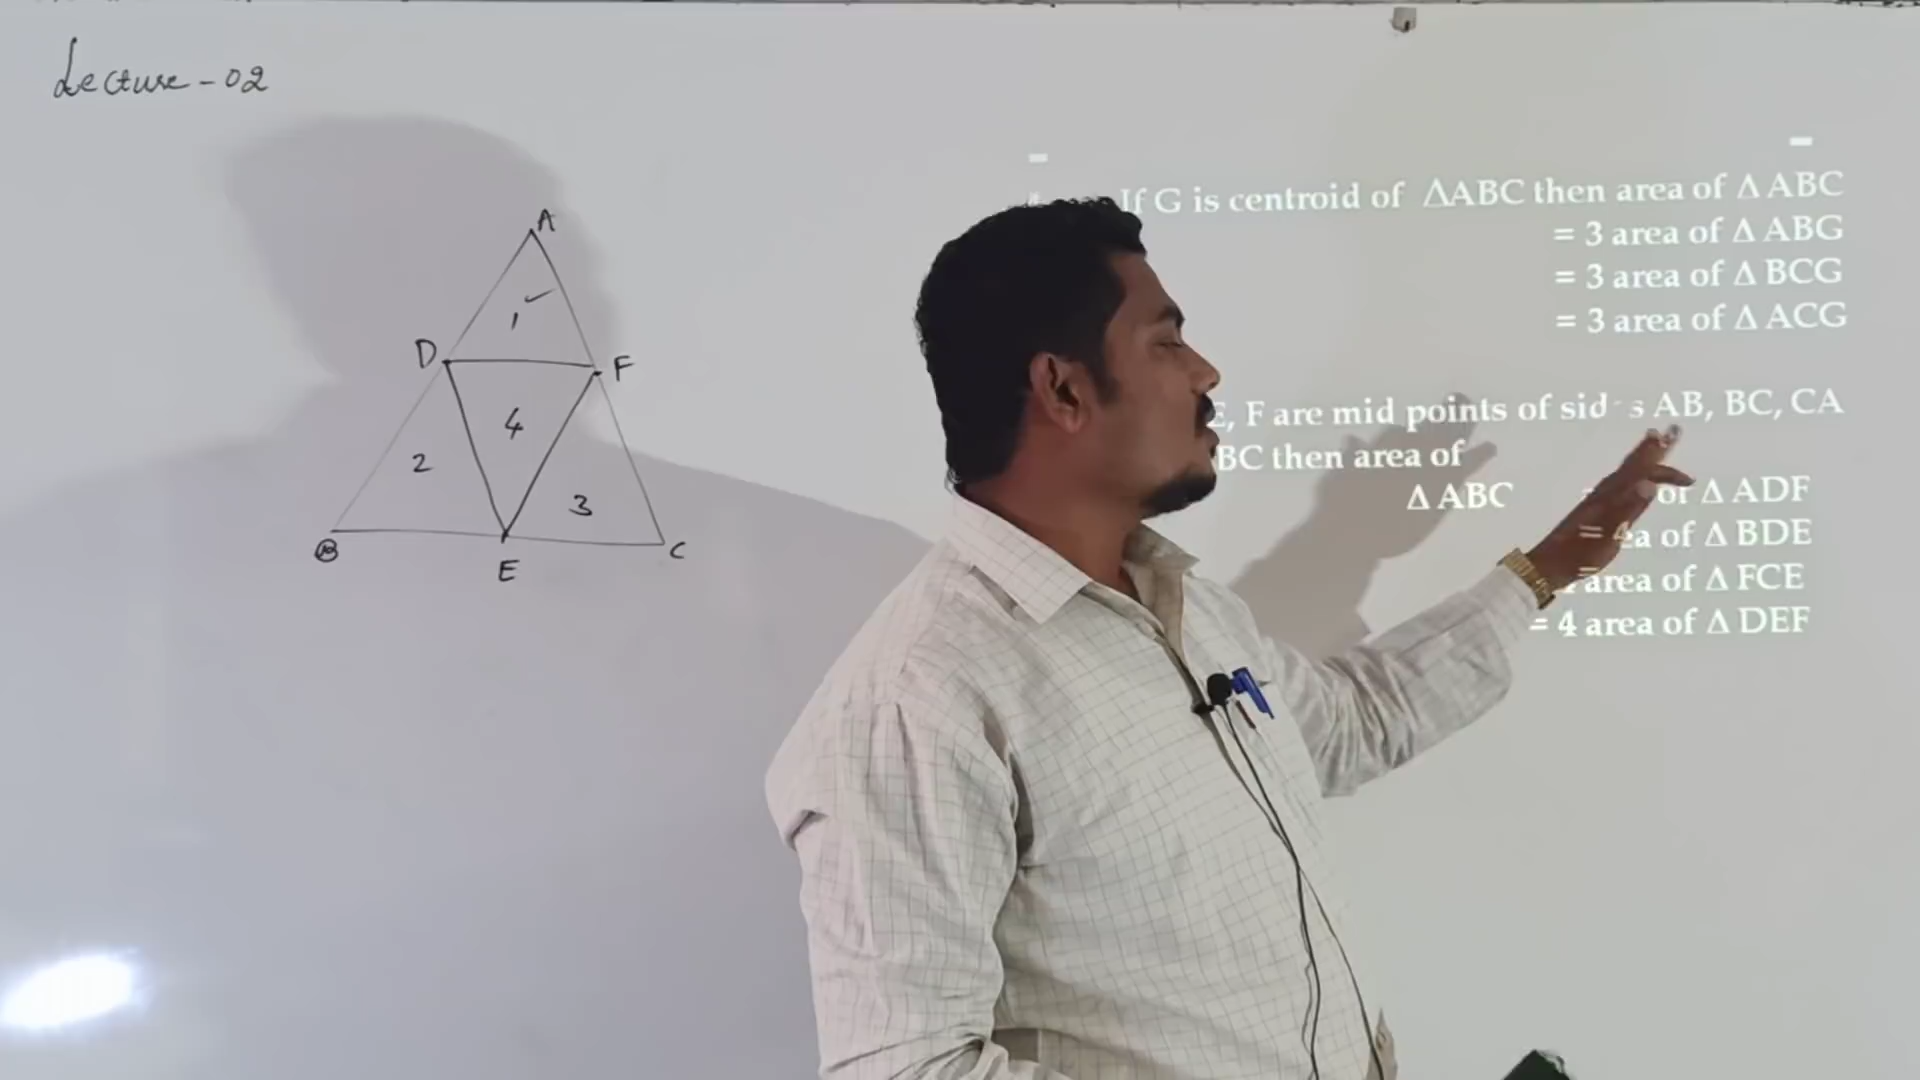 Lecture-02
A
1
D
F
4
2
3
B
E
C
If G is centroid of ΔABC then area of Δ ABC
= 3 area of Δ ABG
= 3 area of Δ BCG
= 3 area of Δ ACG
E, F are mid points of sid s AB, BC, CA
BC then area of
Δ ABC = of Δ ADF
= 4 ea of Δ BDE
= area of Δ FCE
= 4 area of Δ DEF